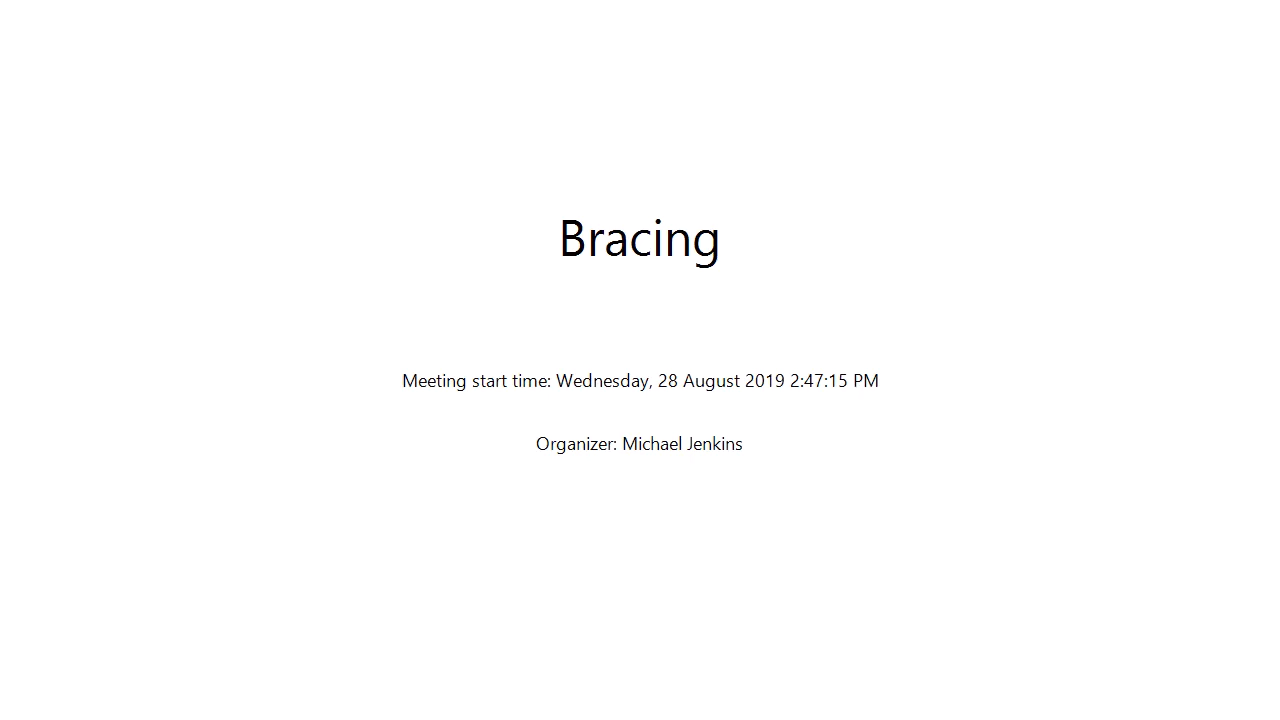 Bracing
Meeting start time: Wednesday, 28 August 2019 2:47:15 PM
Organizer: Michael Jenkins